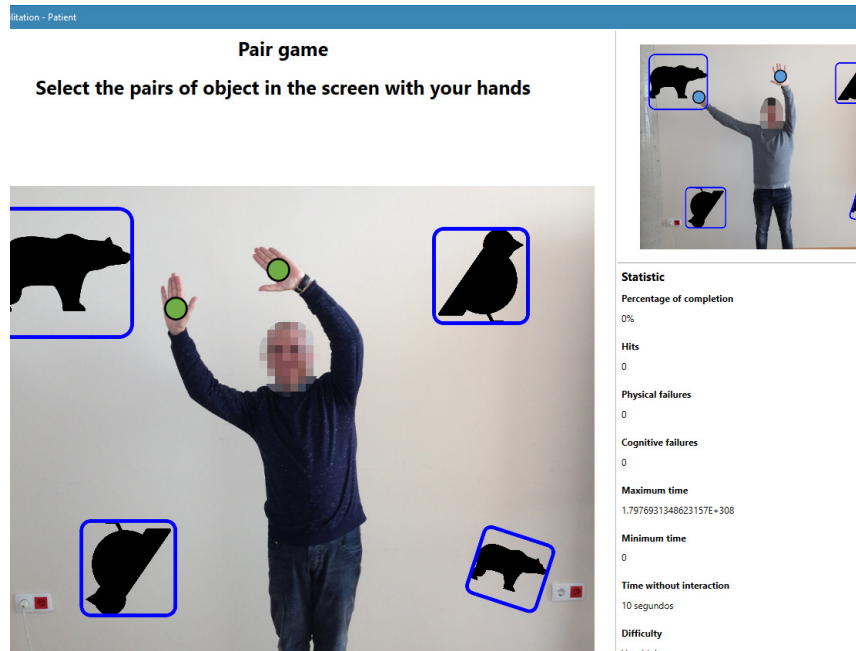 litation - Patient
Pair game
Select the pairs of object in the screen with your hands
Statistic
Percentage of completion
0%
Hits
0
Physical failures
0
Cognitive failures
0
Maximum time
1.7976931348623157E+308
Minimum time
0
Time without interaction
10 segundos
Difficulty